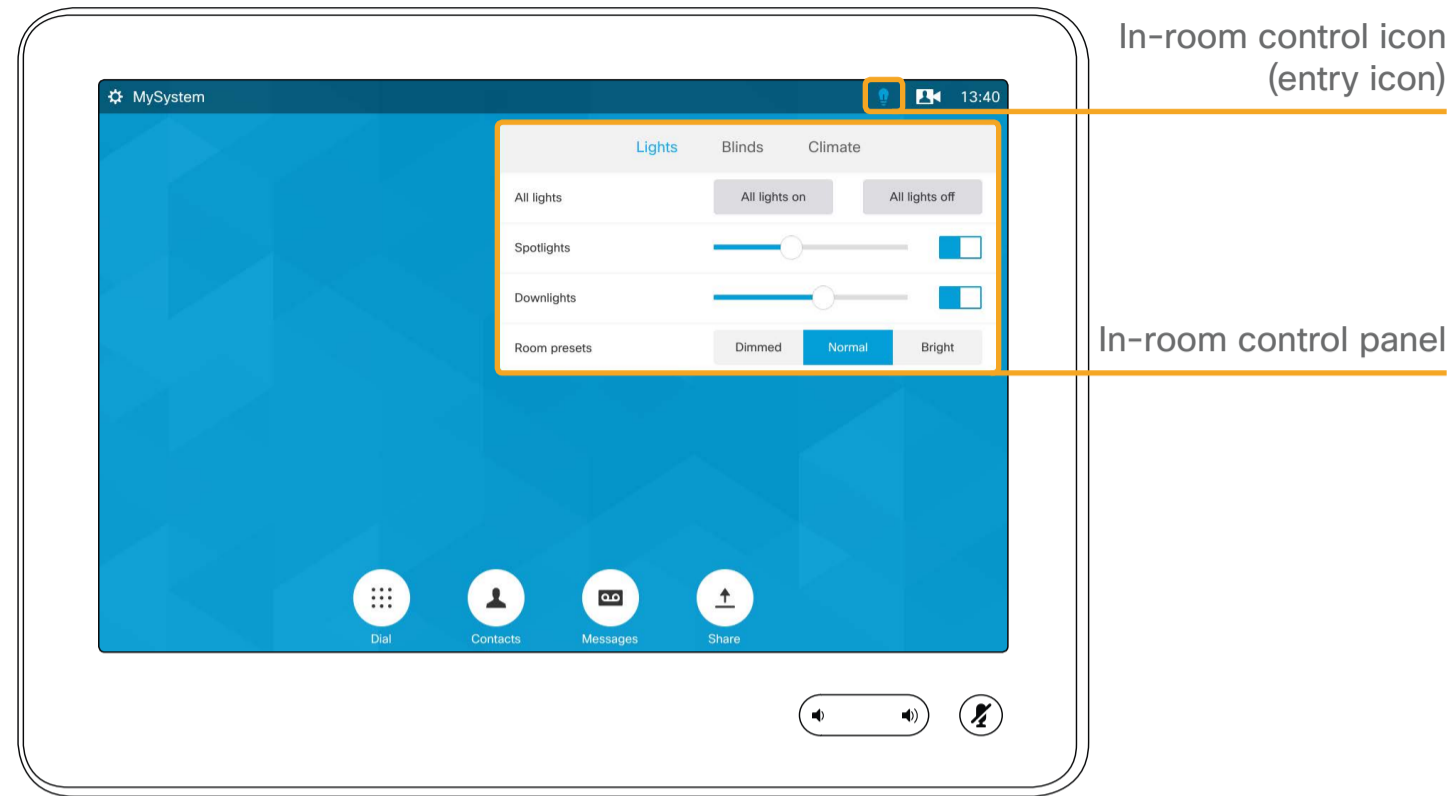 In-room control icon
(entry icon)
MySystem 13:40
Lights Blinds Climate
All lights All lights on All lights off
Spotlights
Downlights
Room presets Dimmed Normal Bright
In-room control panel
Dial Contacts Messages Share